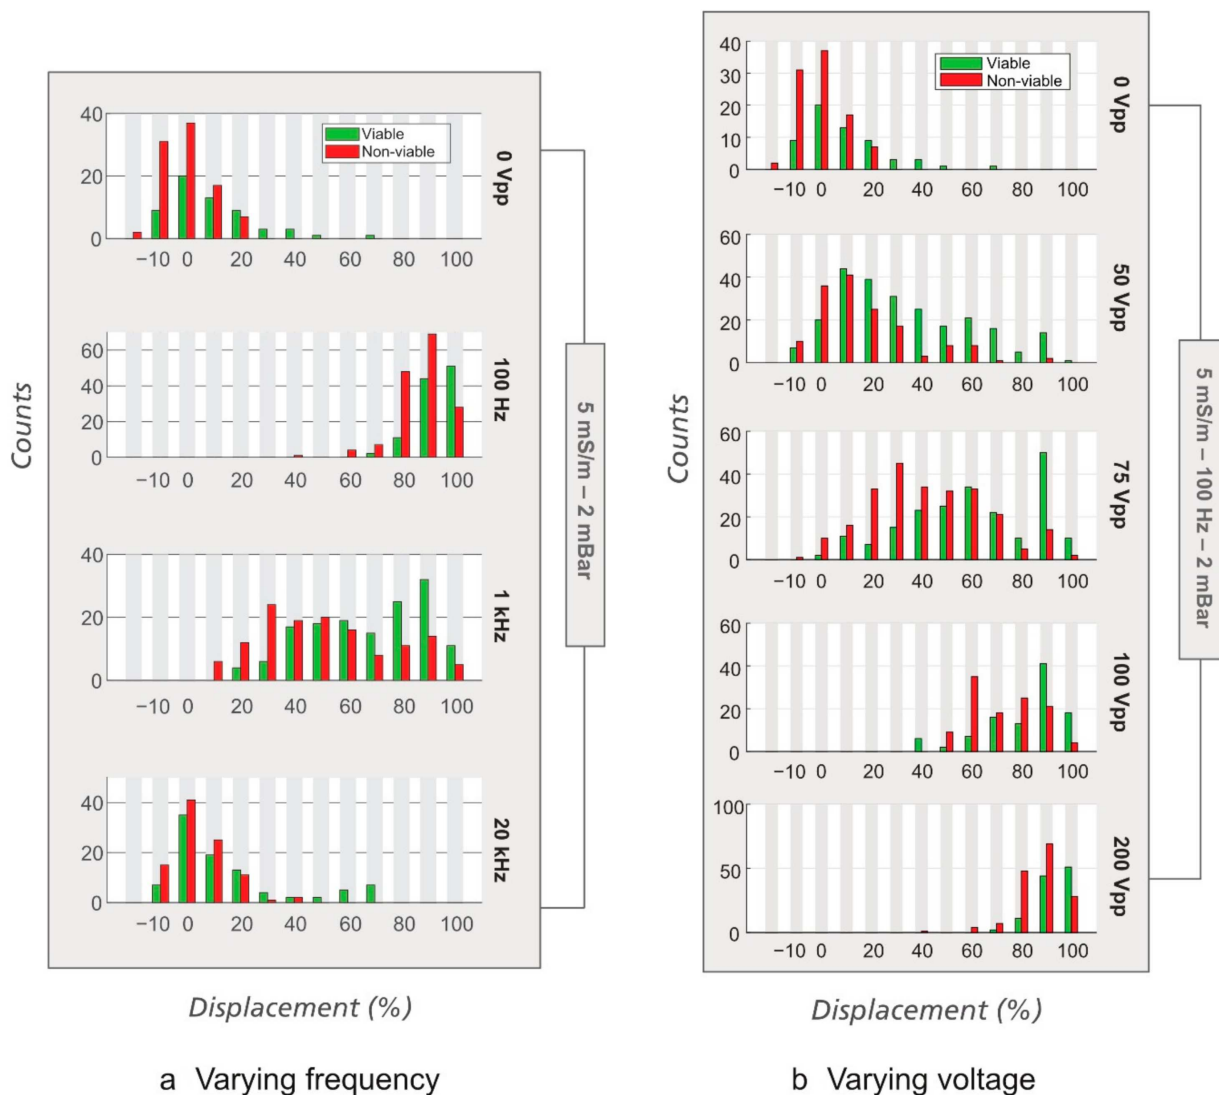 Counts
40
20
0
Viable
Non-viable
−10 0 20 40 60 80 100
0 Vpp
60
40
20
0
−10 0 20 40 60 80 100
100 Hz
40
20
0
−10 0 20 40 60 80 100
1 kHz
40
20
0
−10 0 20 40 60 80 100
20 kHz
5 mS/m – 2 mBar
Displacement (%)
a Varying frequency
Counts
40
30
20
10
0
Viable
Non-viable
−10 0 20 40 60 80 100
0 Vpp
60
40
20
0
−10 0 20 40 60 80 100
50 Vpp
60
40
20
0
−10 0 20 40 60 80 100
75 Vpp
60
40
20
0
−10 0 20 40 60 80 100
100 Vpp
100
50
0
−10 0 20 40 60 80 100
200 Vpp
5 mS/m – 100 Hz – 2 mBar
Displacement (%)
b Varying voltage